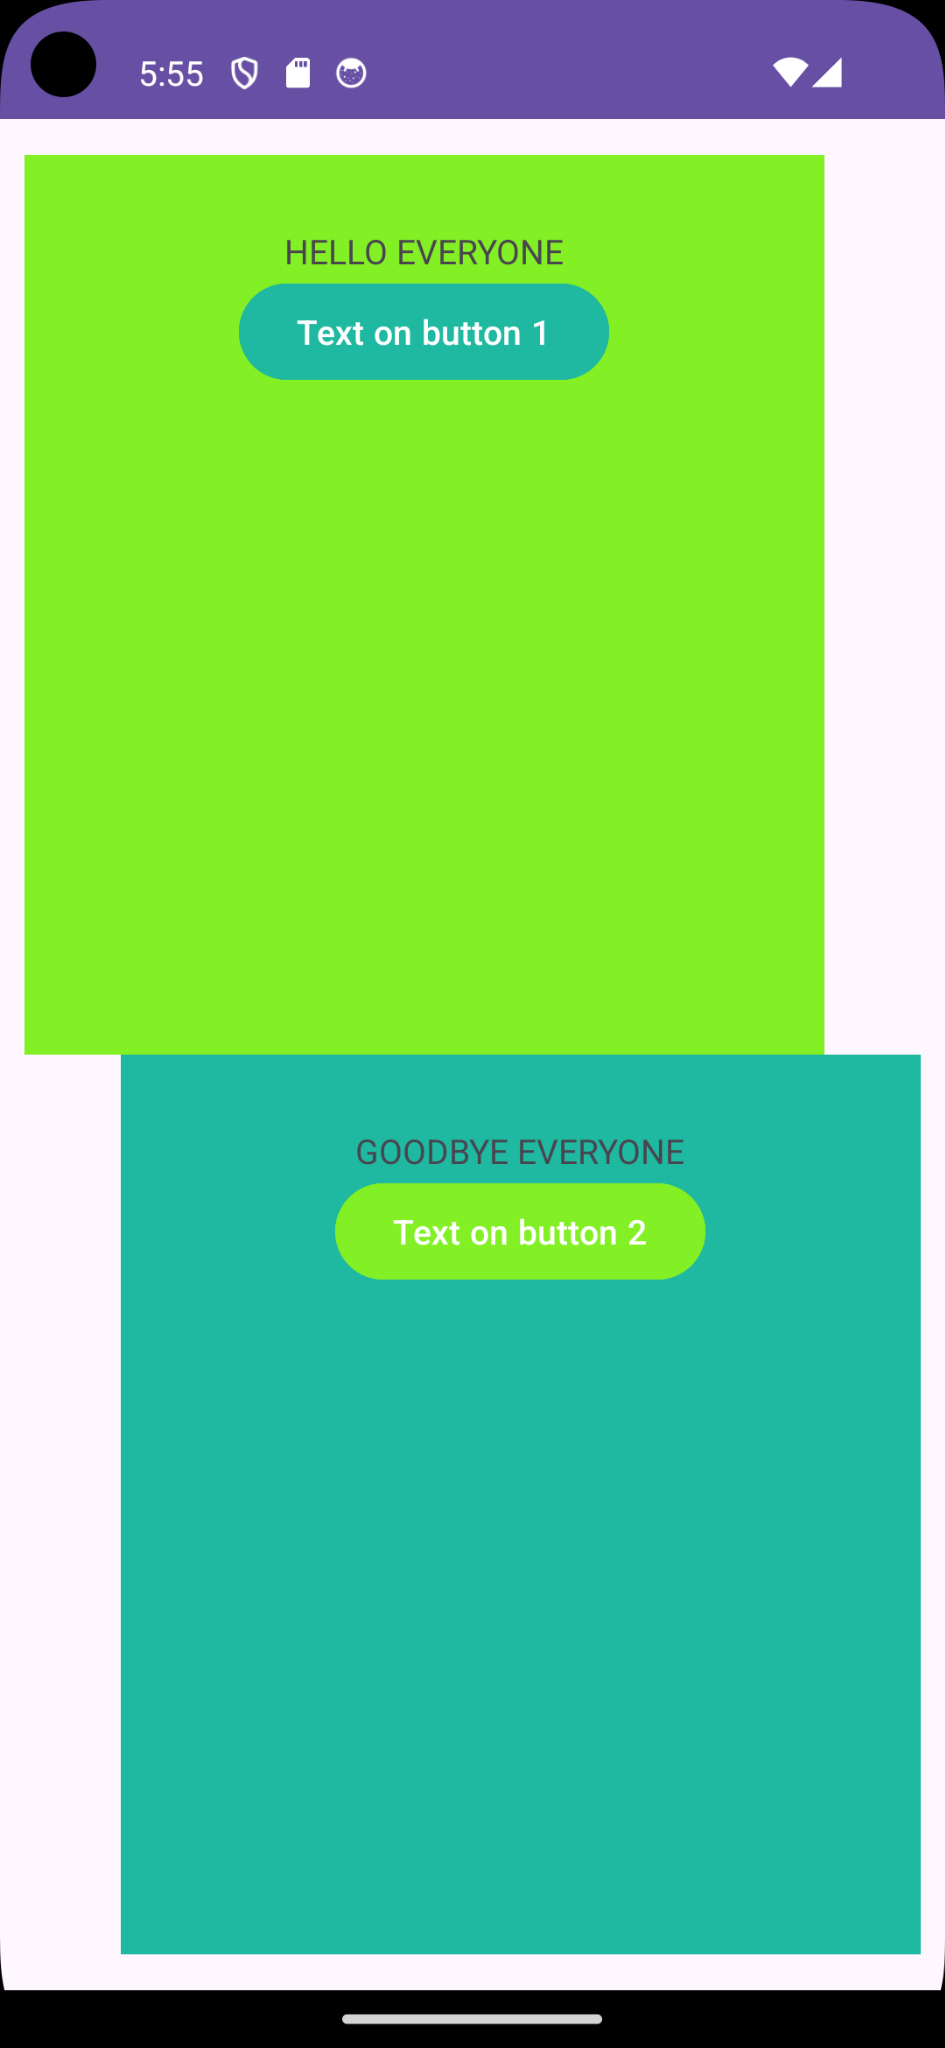 5:55
HELLO EVERYONE
Text on button 1
GOODBYE EVERYONE
Text on button 2